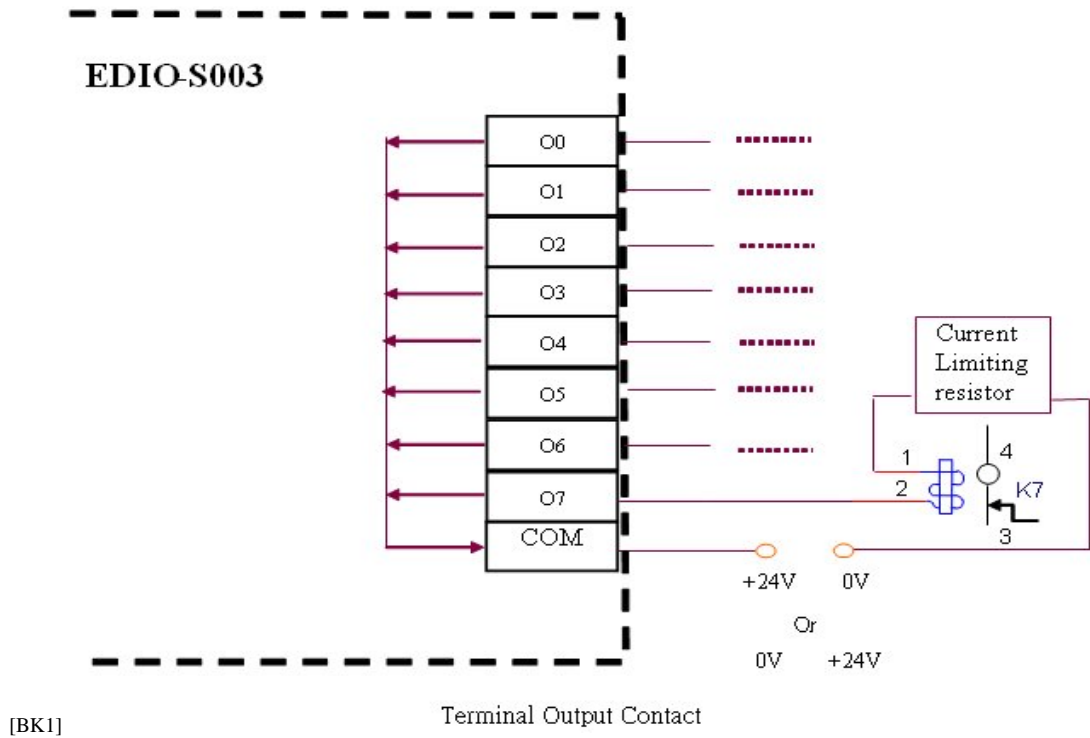 EDIO-S003
O0
O1
O2
O3
O4
O5
O6
O7
COM
Current
Limiting
resistor
1
2
4
K7
3
+24V 0V
Or
0V +24V
[BK1]
Terminal Output Contact